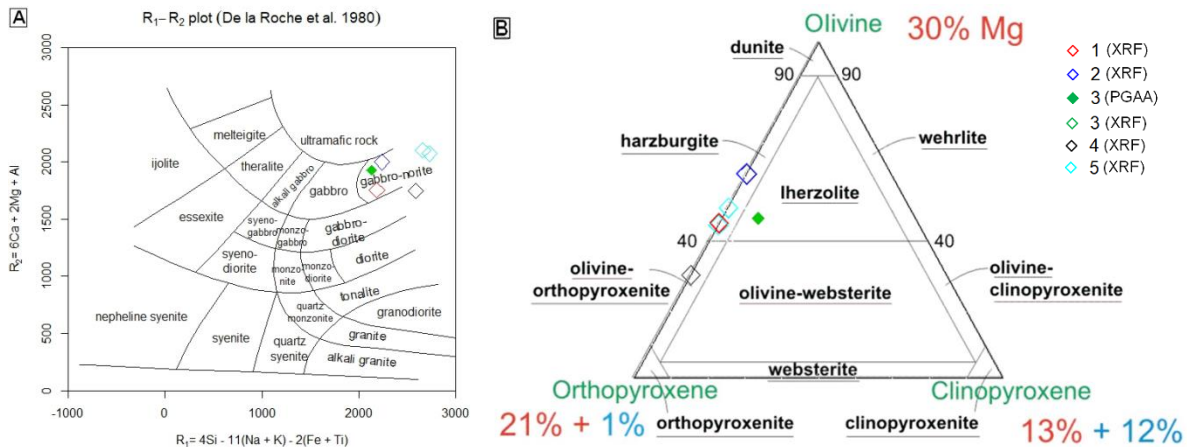 A
R₁–R₂ plot (De la Roche et al. 1980)
R₂= 6Ca + 2Mg + Al
3000
2500
2000
1500
1000
500
0
-1000
0
1000
2000
3000
R₁= 4Si - 11(Na + K) - 2(Fe + Ti)
melteigite
ultramafic rock
ijolite
theralite
alkali gabbro
gabbro
gabbro-norite
essexite
syeno-
gabbro
monzo-
gabbro
gabbro-
diorite
syeno-
diorite
monzo-
nite
monzo-
diorite
diorite
quartz
monzonite
tonalite
nepheline syenite
granodiorite
syenite
quartz
syenite
granite
alkali granite
B
Olivine
30% Mg
dunite
90
90
harzburgite
wehrlite
lherzolite
40
40
olivine-
orthopyroxenite
olivine-websterite
olivine-
clinopyroxenite
websterite
Orthopyroxene
Clinopyroxene
21% + 1%
orthopyroxenite
clinopyroxenite
13% + 12%
1 (XRF)
2 (XRF)
3 (PGAA)
3 (XRF)
4 (XRF)
5 (XRF)